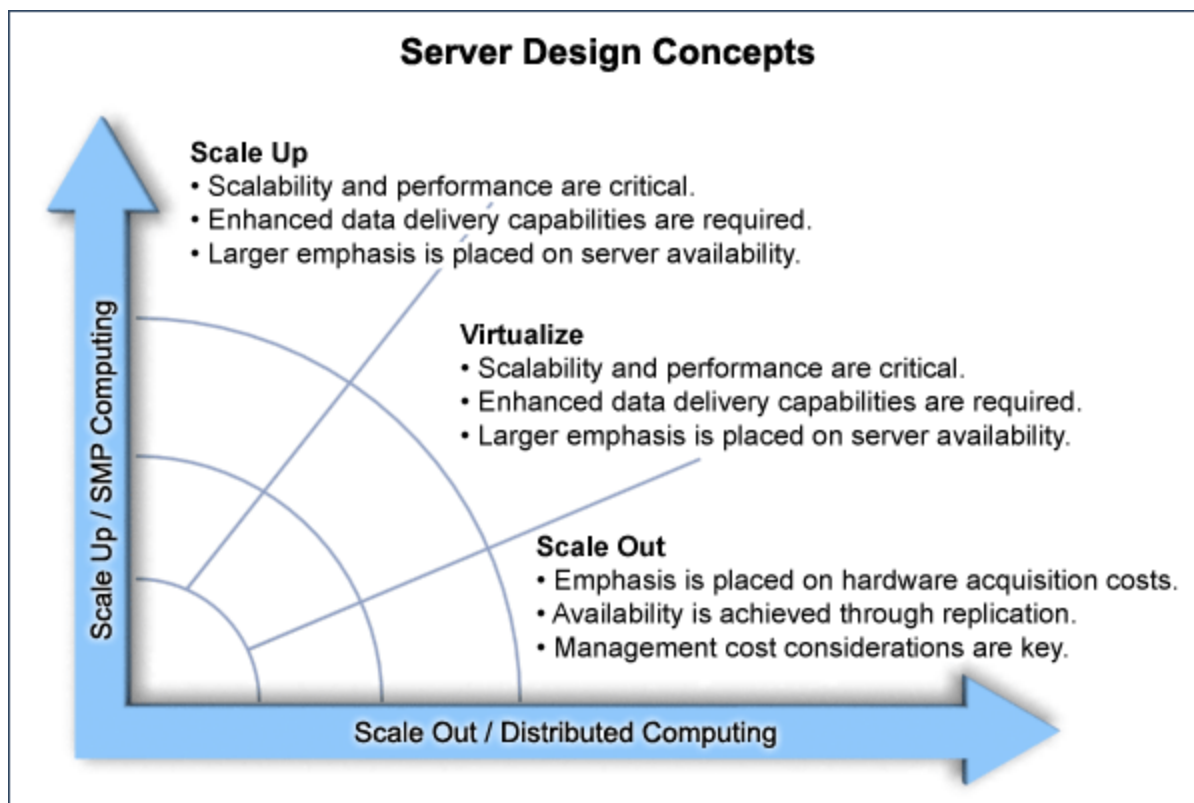 Server Design Concepts
Scale Up
• Scalability and performance are critical.
• Enhanced data delivery capabilities are required.
• Larger emphasis is placed on server availability.
Virtualize
• Scalability and performance are critical.
• Enhanced data delivery capabilities are required.
• Larger emphasis is placed on server availability.
Scale Out
• Emphasis is placed on hardware acquisition costs.
• Availability is achieved through replication.
• Management cost considerations are key.
Scale Up / SMP Computing
Scale Out / Distributed Computing